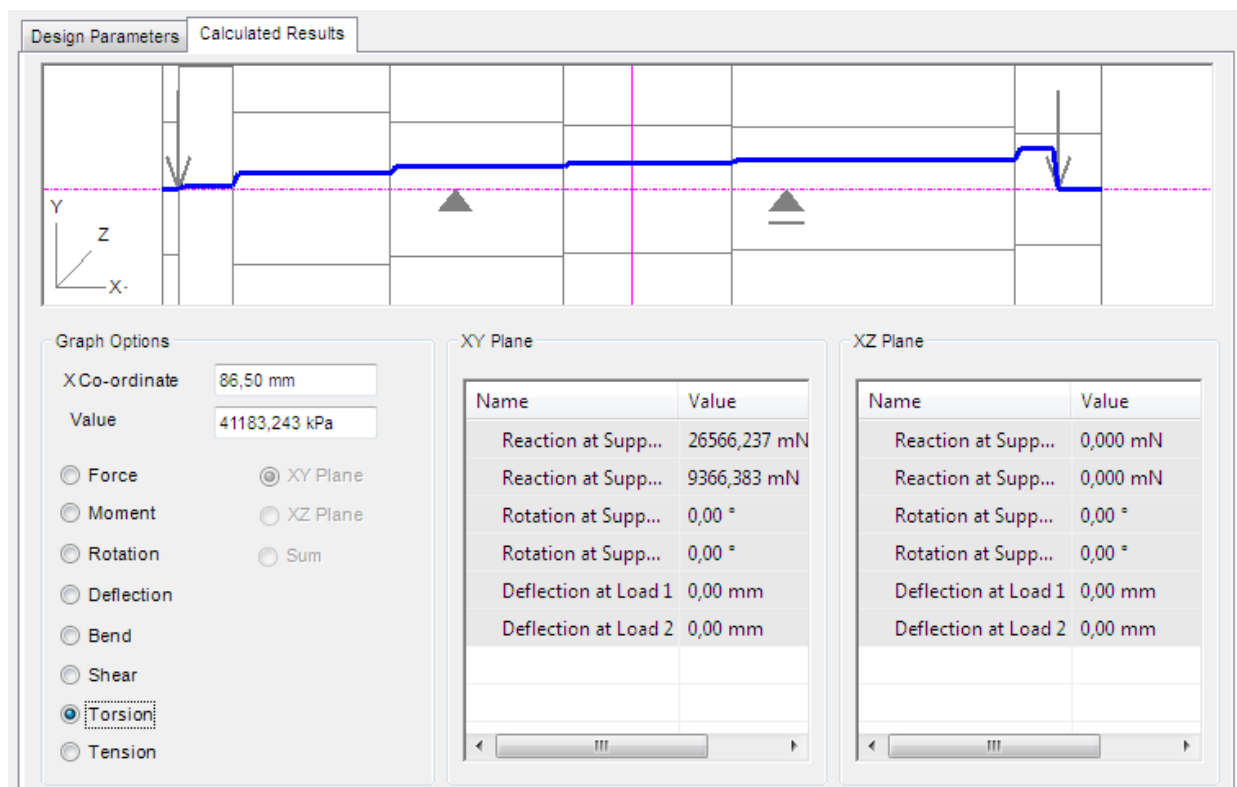 Design Parameters Calculated Results
Y
Z
X-
Graph Options
X Co-ordinate 86,50 mm
Value 41183,243 kPa
Force XY Plane
Moment XZ Plane
Rotation Sum
Deflection
Bend
Shear
Torsion
Tension
XY Plane
Name Value
Reaction at Supp... 26566,237 mN
Reaction at Supp... 9366,383 mN
Rotation at Supp... 0,00 °
Rotation at Supp... 0,00 °
Deflection at Load 1 0,00 mm
Deflection at Load 2 0,00 mm
XZ Plane
Name Value
Reaction at Supp... 0,000 mN
Reaction at Supp... 0,000 mN
Rotation at Supp... 0,00 °
Rotation at Supp... 0,00 °
Deflection at Load 1 0,00 mm
Deflection at Load 2 0,00 mm